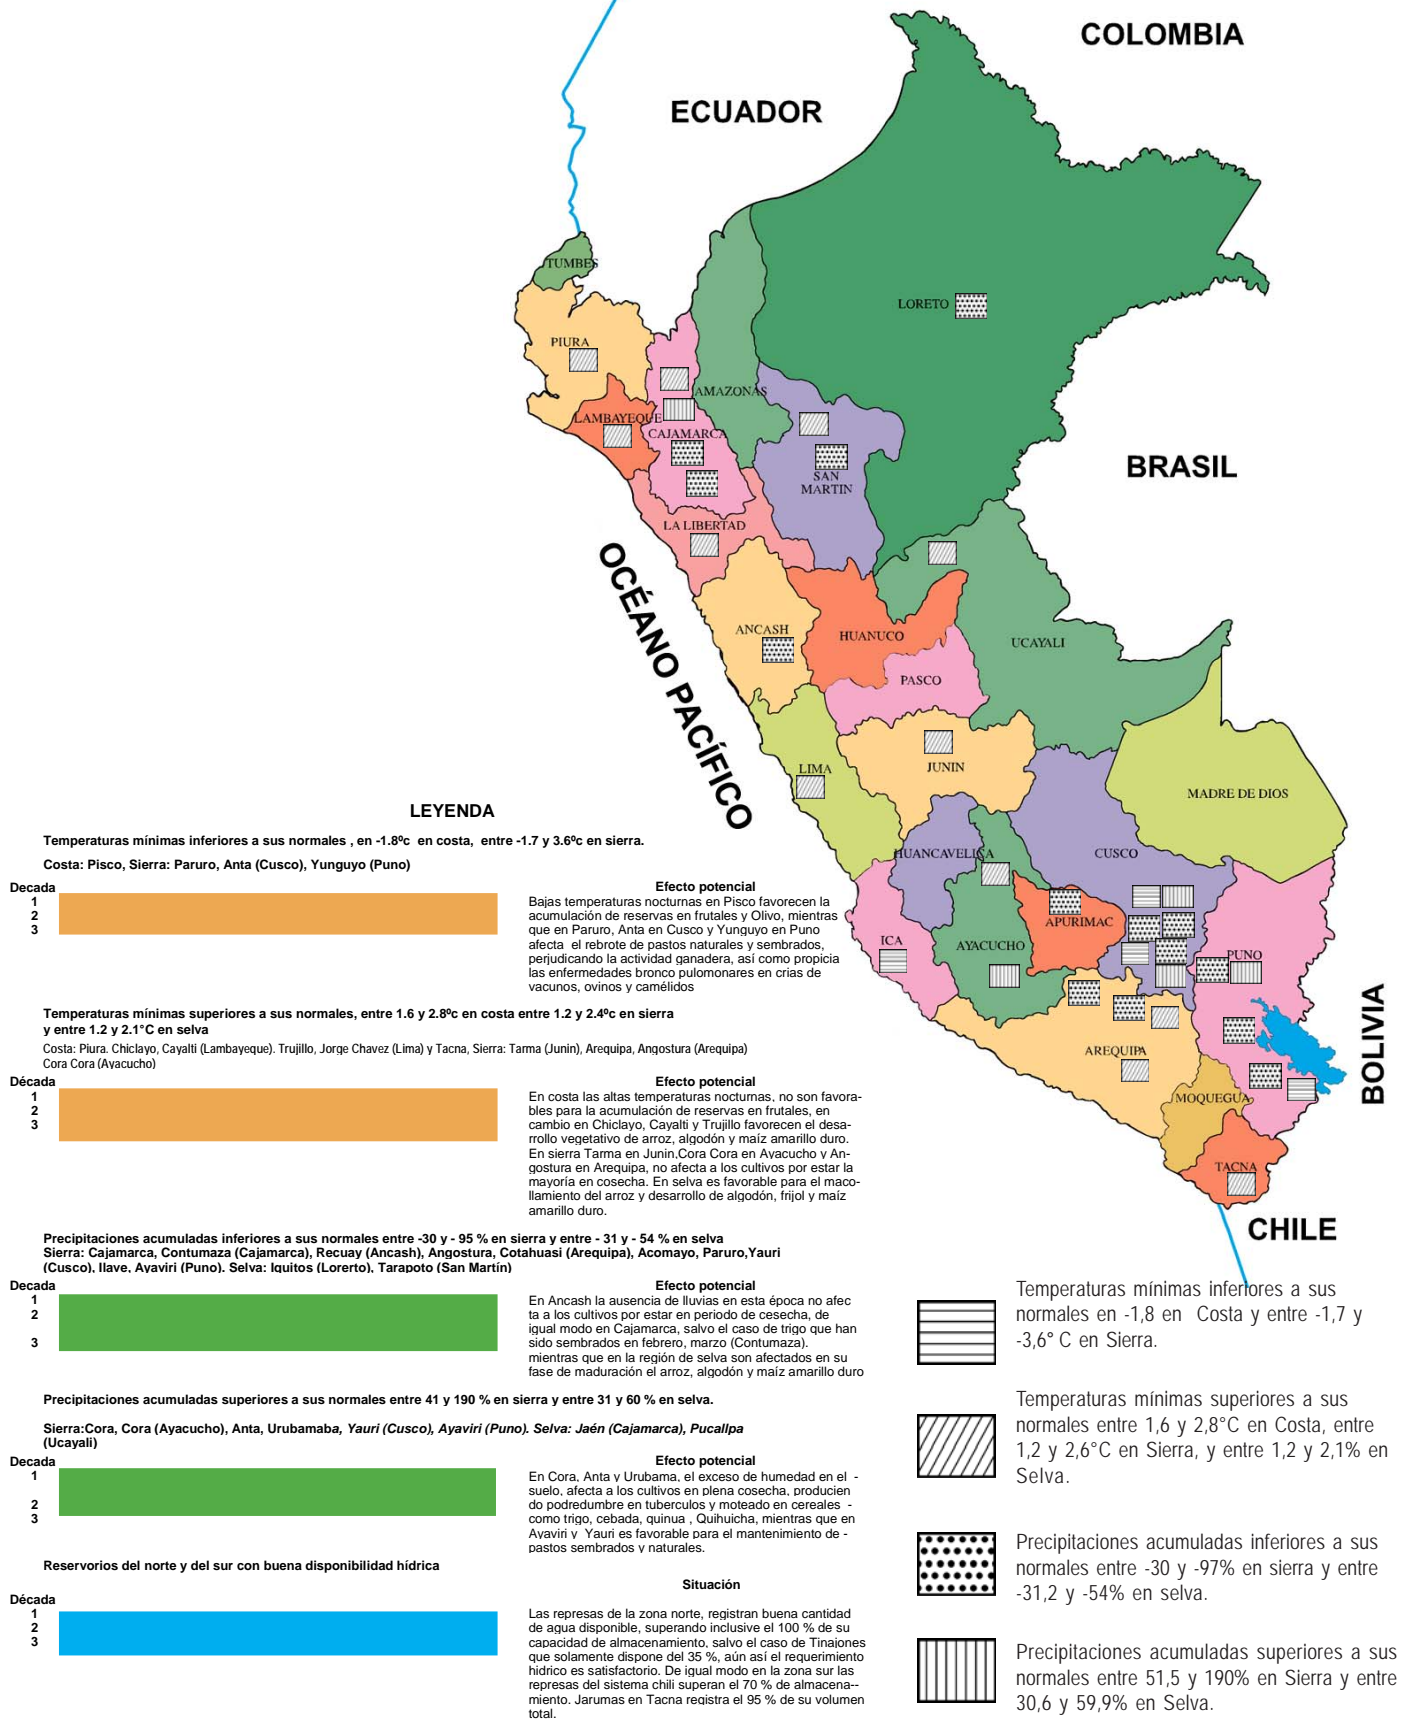 COLOMBIA
ECUADOR
TUMBES
LORETO
PIURA
AMAZONAS
LAMBAYEQUE
CAJAMARCA
BRASIL
SAN
MARTIN
LA LIBERTAD
OCÉANO PACÍFICO
ANCASH
HUANUCO
UCAYALI
PASCO
LIMA
JUNIN
MADRE DE DIOS
HUANCAVELICA
CUSCO
APURIMAC
ICA
AYACUCHO
PUNO
AREQUIPA
MOQUEGUA
BOLIVIA
TACNA
CHILE
LEYENDA
Temperaturas mínimas inferiores a sus normales , en -1.8ºc en costa, entre -1.7 y 3.6ºc en sierra.
Costa: Pisco, Sierra: Paruro, Anta (Cusco), Yunguyo (Puno)
Decada
1
2
3
Efecto potencial
Bajas temperaturas nocturnas en Pisco favorecen la
acumulación de reservas en frutales y Olivo, mientras
que en Paruro, Anta en Cusco y Yunguyo en Puno
afecta el rebrote de pastos naturales y sembrados,
perjudicando la actividad ganadera, así como propicia
las enfermedades bronco pulmonares en crias de
vacunos, ovinos y camélidos
Temperaturas mínimas superiores a sus normales, entre 1.6 y 2.8ºc en costa entre 1.2 y 2.4ºc en sierra
y entre 1.2 y 2.1°C en selva
Costa: Piura. Chiclayo, Cayalti (Lambayeque). Trujillo, Jorge Chavez (Lima) y Tacna, Sierra: Tarma (Junin), Arequipa, Angostura (Arequipa)
Cora Cora (Ayacucho)
Década
1
2
3
Efecto potencial
En costa las altas temperaturas nocturnas, no son favora-
bles para la acumulación de reservas en frutales, en
cambio en Chiclayo, Cayalti y Trujillo favorecen el desa-
rrollo vegetativo de arroz, algodón y maíz amarillo duro.
En sierra Tarma en Junin,Cora Cora en Ayacucho y An-
gostura en Arequipa, no afecta a los cultivos por estar la
mayoría en cosecha. En selva es favorable para el maco-
llamiento del arroz y desarrollo de algodón, frijol y maíz
amarillo duro.
Precipitaciones acumuladas inferiores a sus normales entre -30 y - 95 % en sierra y entre - 31 y - 54 % en selva
Sierra: Cajamarca, Contumaza (Cajamarca), Recuay (Ancash), Angostura, Cotahuasi (Arequipa), Acomayo, Paruro,Yauri
(Cusco), Ilave, Ayaviri (Puno). Selva: Iquitos (Lorerto), Tarapoto (San Martín)
Decada
1
2
3
Efecto potencial
En Ancash la ausencia de lluvias en esta época no afec
ta a los cultivos por estar en periodo de cesecha, de
igual modo en Cajamarca, salvo el caso de trigo que han
sido sembrados en febrero, marzo (Contumaza).
mientras que en la región de selva son afectados en su
fase de maduración el arroz, algodón y maíz amarillo duro
Precipitaciones acumuladas superiores a sus normales entre 41 y 190 % en sierra y entre 31 y 60 % en selva.
Sierra:Cora, Cora (Ayacucho), Anta, Urubamaba, Yauri (Cusco), Ayaviri (Puno). Selva: Jaén (Cajamarca), Pucallpa
(Ucayali)
Decada
1
2
3
En Cora, Anta y Urubama, el exceso de humedad en el -
suelo, afecta a los cultivos en plena cosecha, producien
do podredumbre en tuberculos y moteado en cereales -
como trigo, cebada, quinua , Quihuicha, mientras que en
Ayaviri y Yauri es favorable para el mantenimiento de -
pastos sembrados y naturales.
Efecto potencial
Reservorios del norte y del sur con buena disponibilidad hídrica
Década
1
2
3
Situación
Las represas de la zona norte, registran buena cantidad
de agua disponible, superando inclusive el 100 % de su
capacidad de almacenamiento, salvo el caso de Tinajones
que solamente dispone del 35 %, aún así el requerimiento
hidrico es satisfactorio. De igual modo en la zona sur las
represas del sistema chili superan el 70 % de almacena--
miento. Jarumas en Tacna registra el 95 % de su volumen
total.
Temperaturas mínimas inferiores a sus
normales en -1,8 en Costa y entre -1,7 y
-3,6° C en Sierra.
Temperaturas mínimas superiores a sus
normales entre 1,6 y 2,8°C en Costa, entre
1,2 y 2,6°C en Sierra, y entre 1,2 y 2,1% en
Selva.
Precipitaciones acumuladas inferiores a sus
normales entre -30 y -97% en sierra y entre
-31,2 y -54% en selva.
Precipitaciones acumuladas superiores a sus
normales entre 51,5 y 190% en Sierra y entre
30,6 y 59,9% en Selva.